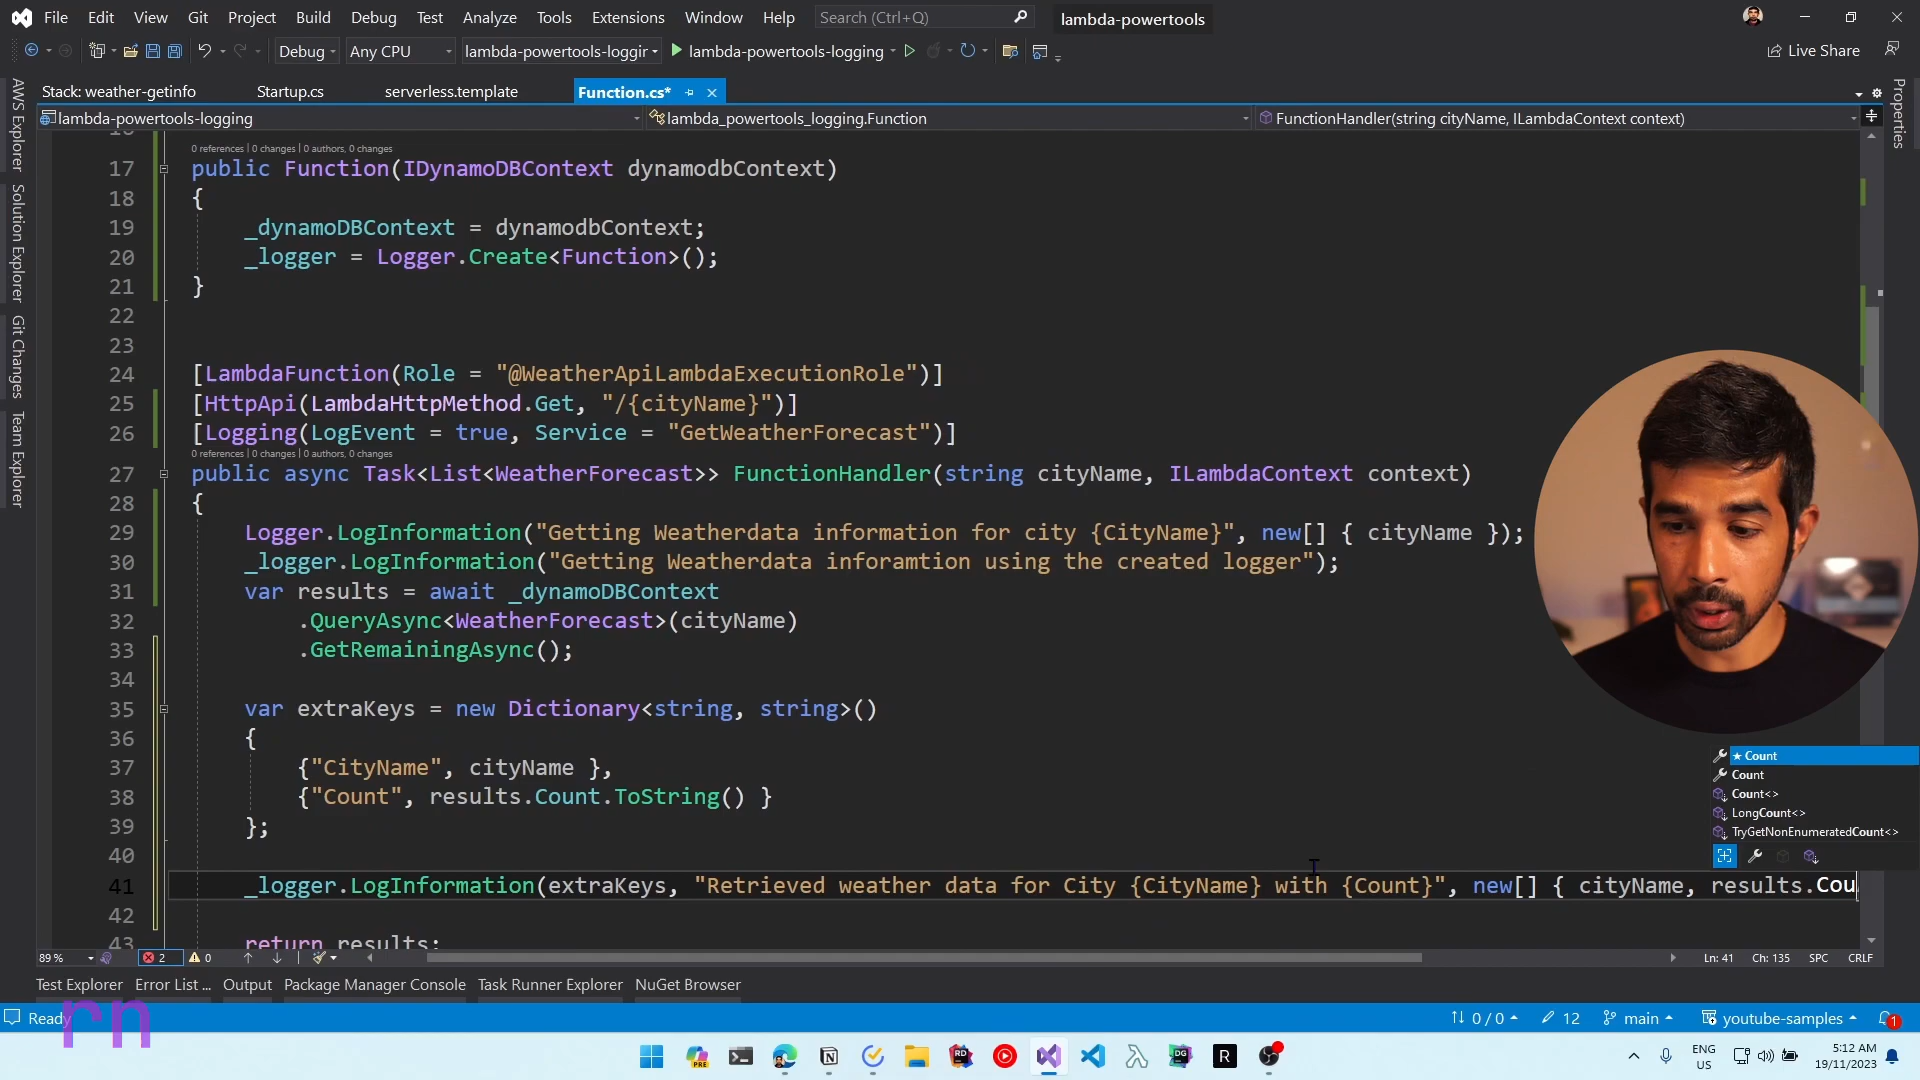 File Edit View Git Project Build Debug Test Analyze Tools Extensions Window Help Search (Ctrl+Q) lambda-powertools
Debug Any CPU lambda-powertools-loggir lambda-powertools-logging Live Share
Stack: weather-getinfo Startup.cs serverless.template Function.cs*
lambda-powertools-logging lambda_powertools_logging.Function FunctionHandler(string cityName, ILambdaContext context)
AWS Explorer
Solution Explorer
Git Changes
Team Explorer
Properties
0 references | 0 changes | 0 authors, 0 changes
17 public Function(IDynamoDBContext dynamodbContext)
18 {
19 _dynamoDBContext = dynamodbContext;
20 _logger = Logger.Create<Function>();
21 }
22
23
24 [LambdaFunction(Role = "@WeatherApiLambdaExecutionRole")]
25 [HttpApi(LambdaHttpMethod.Get, "/{cityName}")]
26 [Logging(LogEvent = true, Service = "GetWeatherForecast")]
0 references | 0 changes | 0 authors, 0 changes
27 public async Task<List<WeatherForecast>> FunctionHandler(string cityName, ILambdaContext context)
28 {
29 Logger.LogInformation("Getting Weatherdata information for city {CityName}", new[] { cityName });
30 _logger.LogInformation("Getting Weatherdata inforamtion using the created logger");
31 var results = await _dynamoDBContext
32 .QueryAsync<WeatherForecast>(cityName)
33 .GetRemainingAsync();
34
35 var extraKeys = new Dictionary<string, string>()
36 {
37 {"CityName", cityName },
38 {"Count", results.Count.ToString() }
39 };
40
41 _logger.LogInformation(extraKeys, "Retrieved weather data for City {CityName} with {Count}", new[] { cityName, results.Cou
42
43 return results;
★ Count
Count
Count<>
LongCount<>
TryGetNonEnumeratedCount<>
89 % 2 0 Ln: 41 Ch: 135 SPC CRLF
Test Explorer Error List ... Output Package Manager Console Task Runner Explorer NuGet Browser
Ready 0 / 0 12 main youtube-samples 1
rn
ENG
US
5:12 AM
19/11/2023